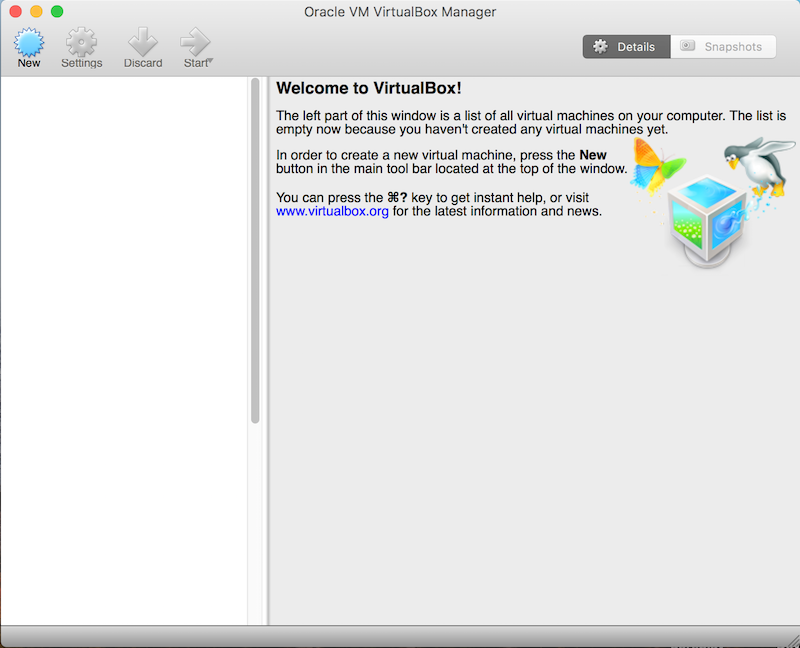 Oracle VM VirtualBox Manager
New
Settings
Discard
Start
Details
Snapshots
Welcome to VirtualBox!
The left part of this window is a list of all virtual machines on your computer. The list is
empty now because you haven't created any virtual machines yet.
In order to create a new virtual machine, press the New
button in the main tool bar located at the top of the window.
You can press the ⌘? key to get instant help, or visit
www.virtualbox.org for the latest information and news.